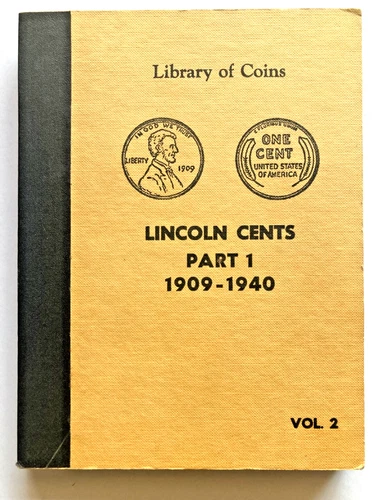 Library of Coins
IN GOD WE TRUST
LIBERTY
1909
E PLURIBUS UNUM
ONE
CENT
UNITED STATES
OF AMERICA
LINCOLN CENTS
PART 1
1909-1940
VOL. 2